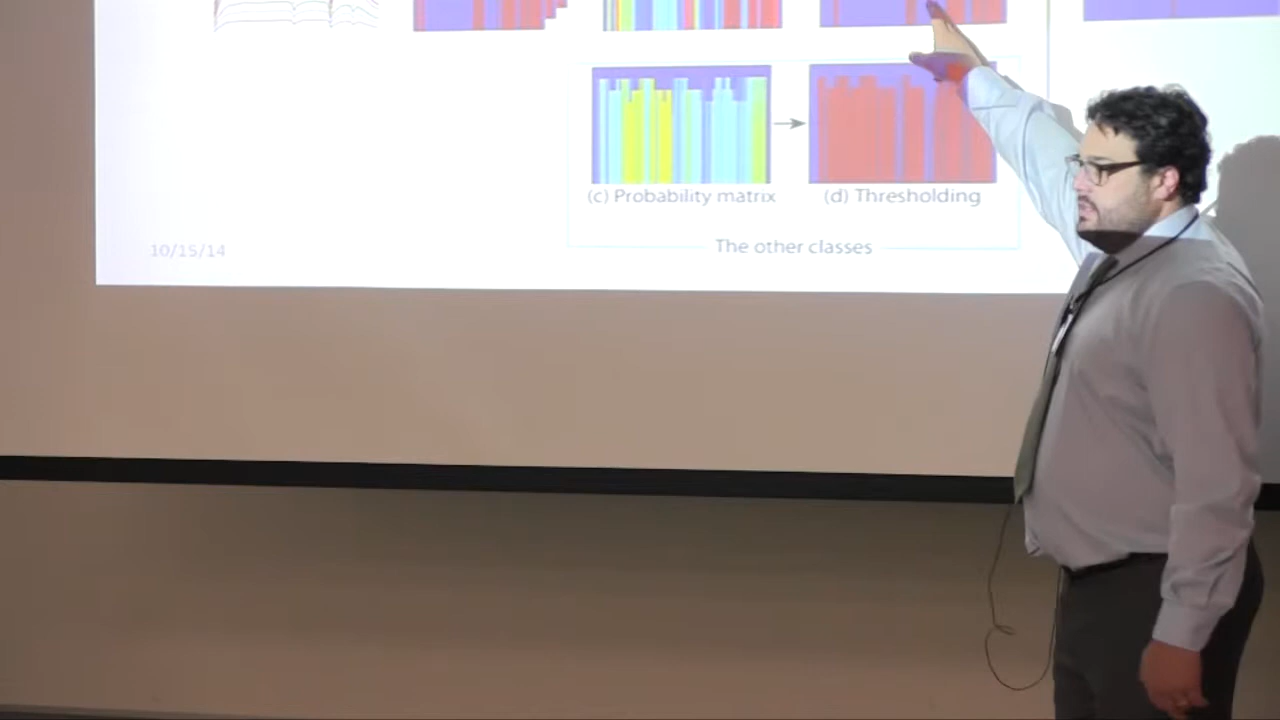 (c) Probability matrix
(d) Thresholding
The other classes
10/15/14